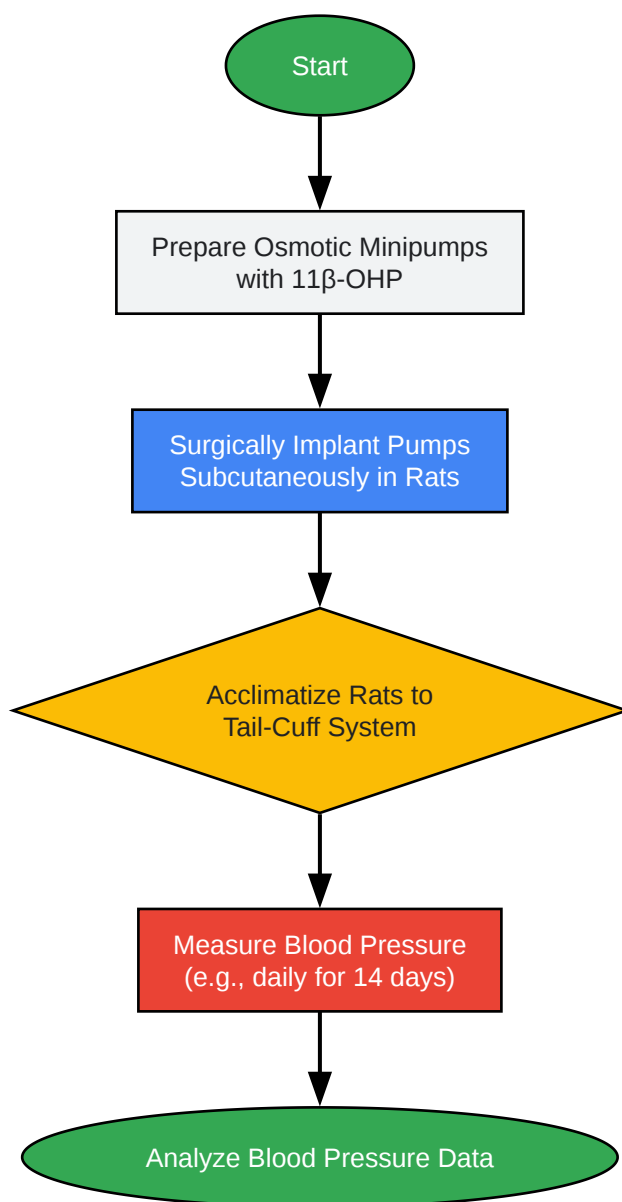 Start
Prepare Osmotic Minipumps
with 11β-OHP
Surgically Implant Pumps
Subcutaneously in Rats
Acclimatize Rats to
Tail-Cuff System
Measure Blood Pressure
(e.g., daily for 14 days)
Analyze Blood Pressure Data